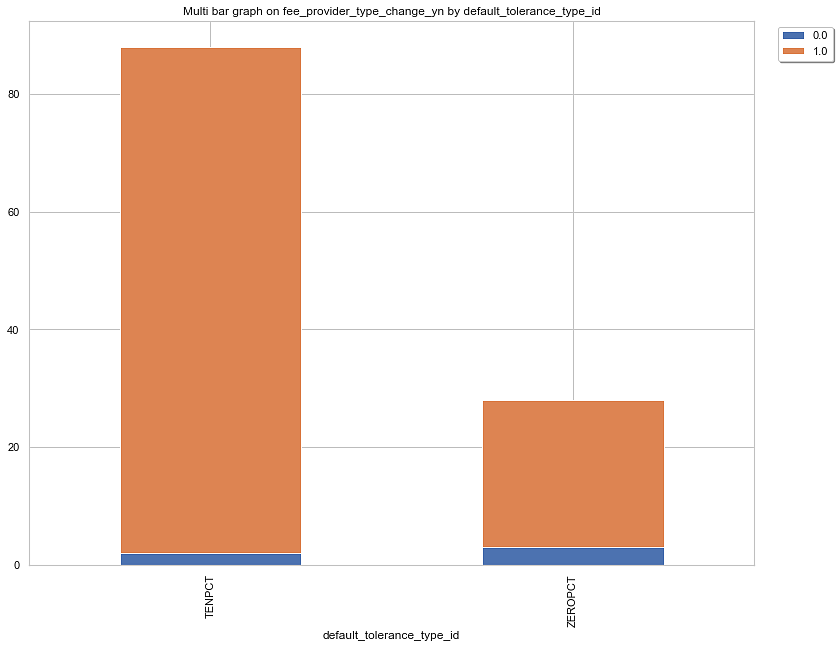 Multi bar graph on fee_provider_type_change_yn by default_tolerance_type_id
0.0
1.0
80
60
40
20
0
TENPCT
ZEROPCT
default_tolerance_type_id